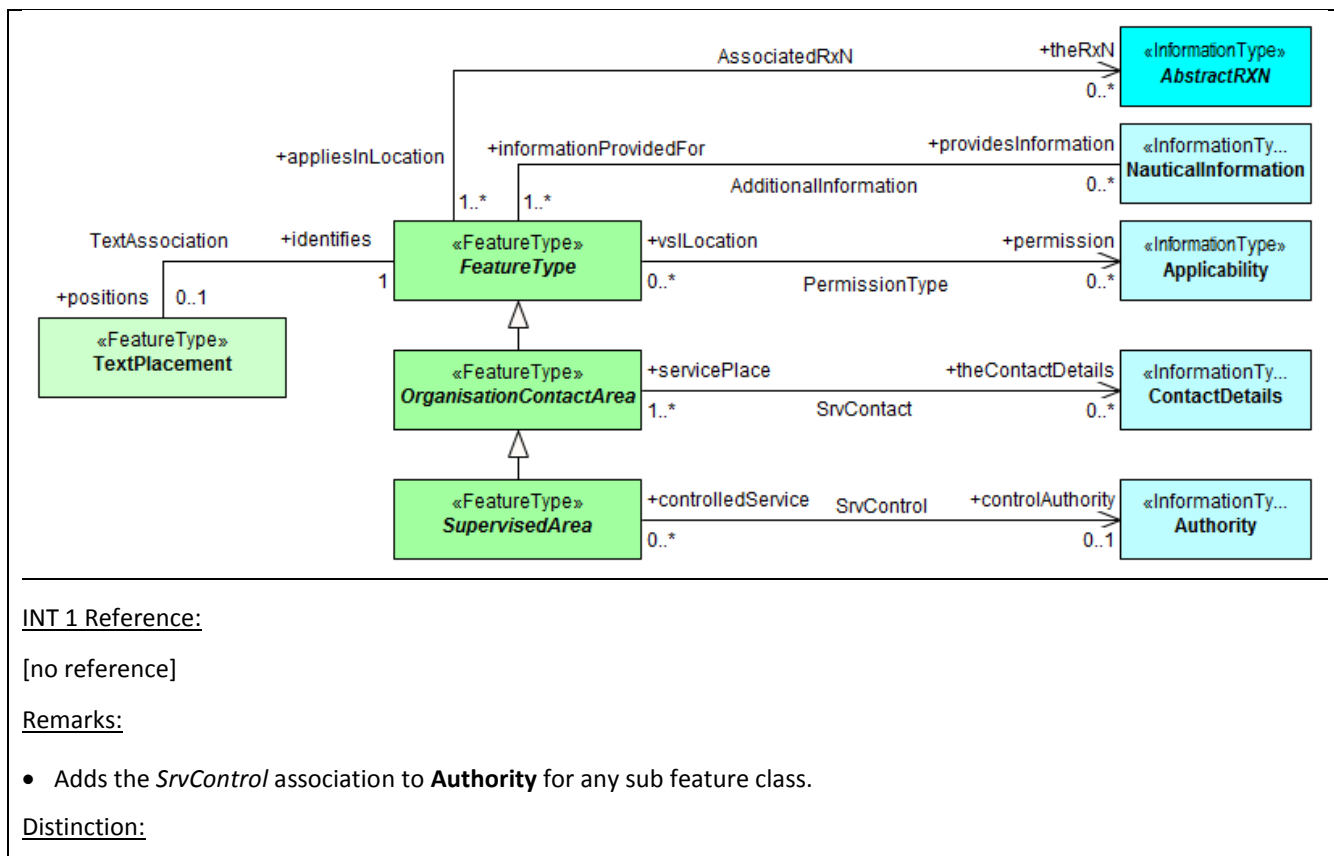 AssociatedRxN +theRxN «InformationType»
AbstractRXN
0..*
+appliesInLocation +informationProvidedFor +providesInformation «InformationTy...
NauticalInformation
AdditionalInformation 0..*
1..* 1..*
TextAssociation +identifies «FeatureType» +vslLocation +permission «InformationType»
FeatureType Applicability
1 0..* PermissionType 0..*
+positions 0..1
«FeatureType»
TextPlacement
«FeatureType» +servicePlace +theContactDetails «InformationTy...
OrganisationContactArea ContactDetails
1..* SrvContact 0..*
«FeatureType» +controlledService SrvControl +controlAuthority «InformationTy...
SupervisedArea Authority
0..* 0..1
INT 1 Reference:
[no reference]
Remarks:
• Adds the SrvControl association to Authority for any sub feature class.
Distinction: